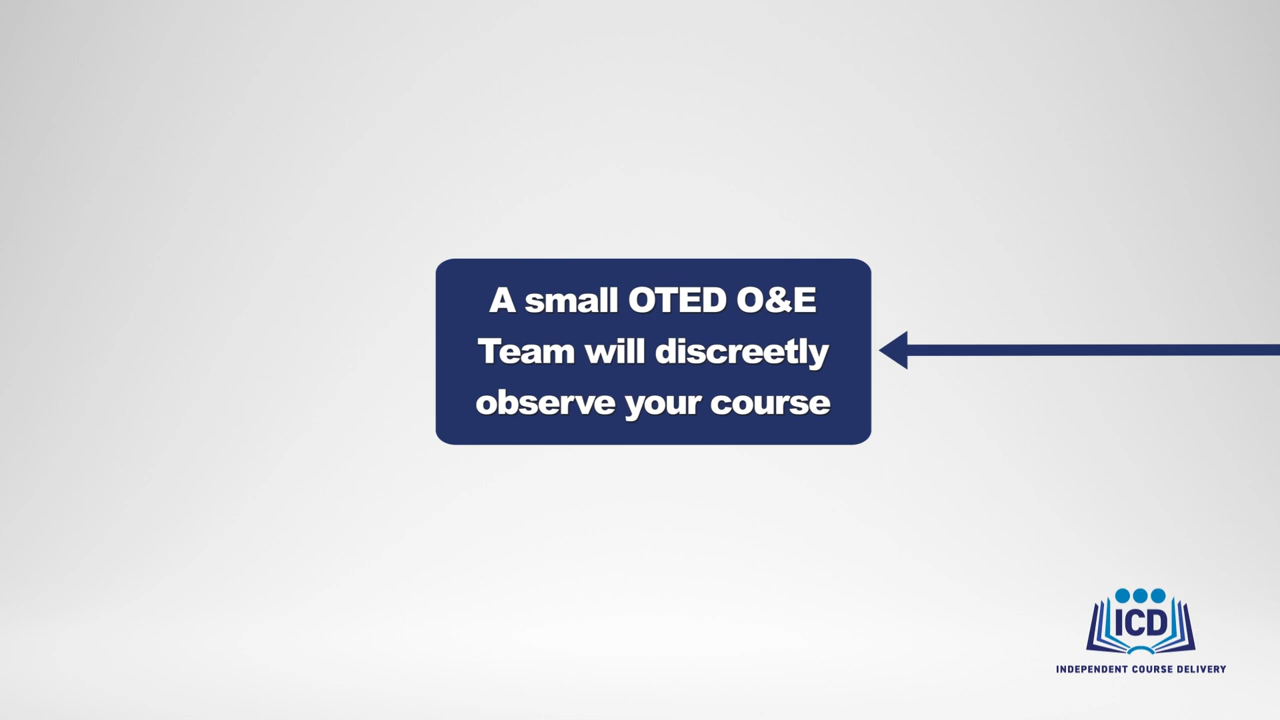 A small OTED O&E
Team will discreetly
observe your course
ICD
INDEPENDENT COURSE DELIVERY